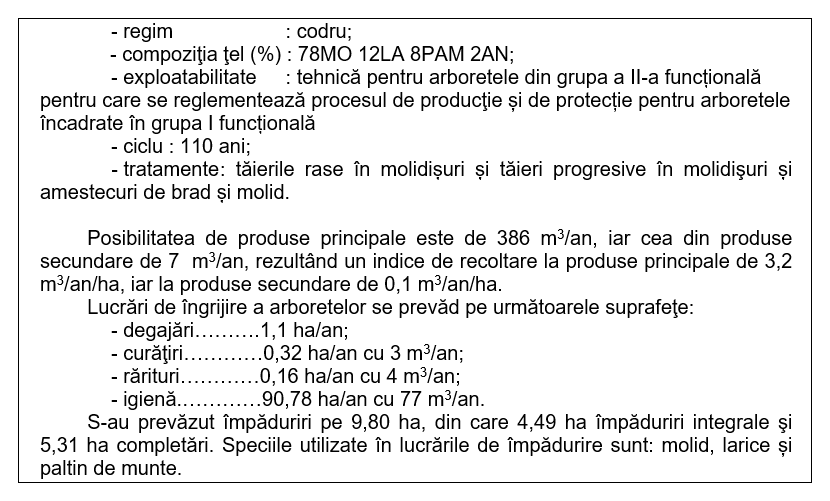 - regim : codru;
- compoziţia ţel (%) : 78MO 12LA 8PAM 2AN;
- exploatabilitate : tehnică pentru arboretele din grupa a II-a funcțională
pentru care se reglementează procesul de producţie și de protecție pentru arboretele
încadrate în grupa I funcțională
- ciclu : 110 ani;
- tratamente: tăierile rase în molidișuri și tăieri progresive în molidişuri și
amestecuri de brad și molid.
Posibilitatea de produse principale este de 386 m³/an, iar cea din produse
secundare de 7 m³/an, rezultând un indice de recoltare la produse principale de 3,2
m³/an/ha, iar la produse secundare de 0,1 m³/an/ha.
Lucrări de îngrijire a arboretelor se prevăd pe următoarele suprafeţe:
- degajări……….1,1 ha/an;
- curăţiri…………0,32 ha/an cu 3 m³/an;
- rărituri…………0,16 ha/an cu 4 m³/an;
- igienă.…………90,78 ha/an cu 77 m³/an.
S-au prevăzut împăduriri pe 9,80 ha, din care 4,49 ha împăduriri integrale şi
5,31 ha completări. Speciile utilizate în lucrările de împădurire sunt: molid, larice și
paltin de munte.